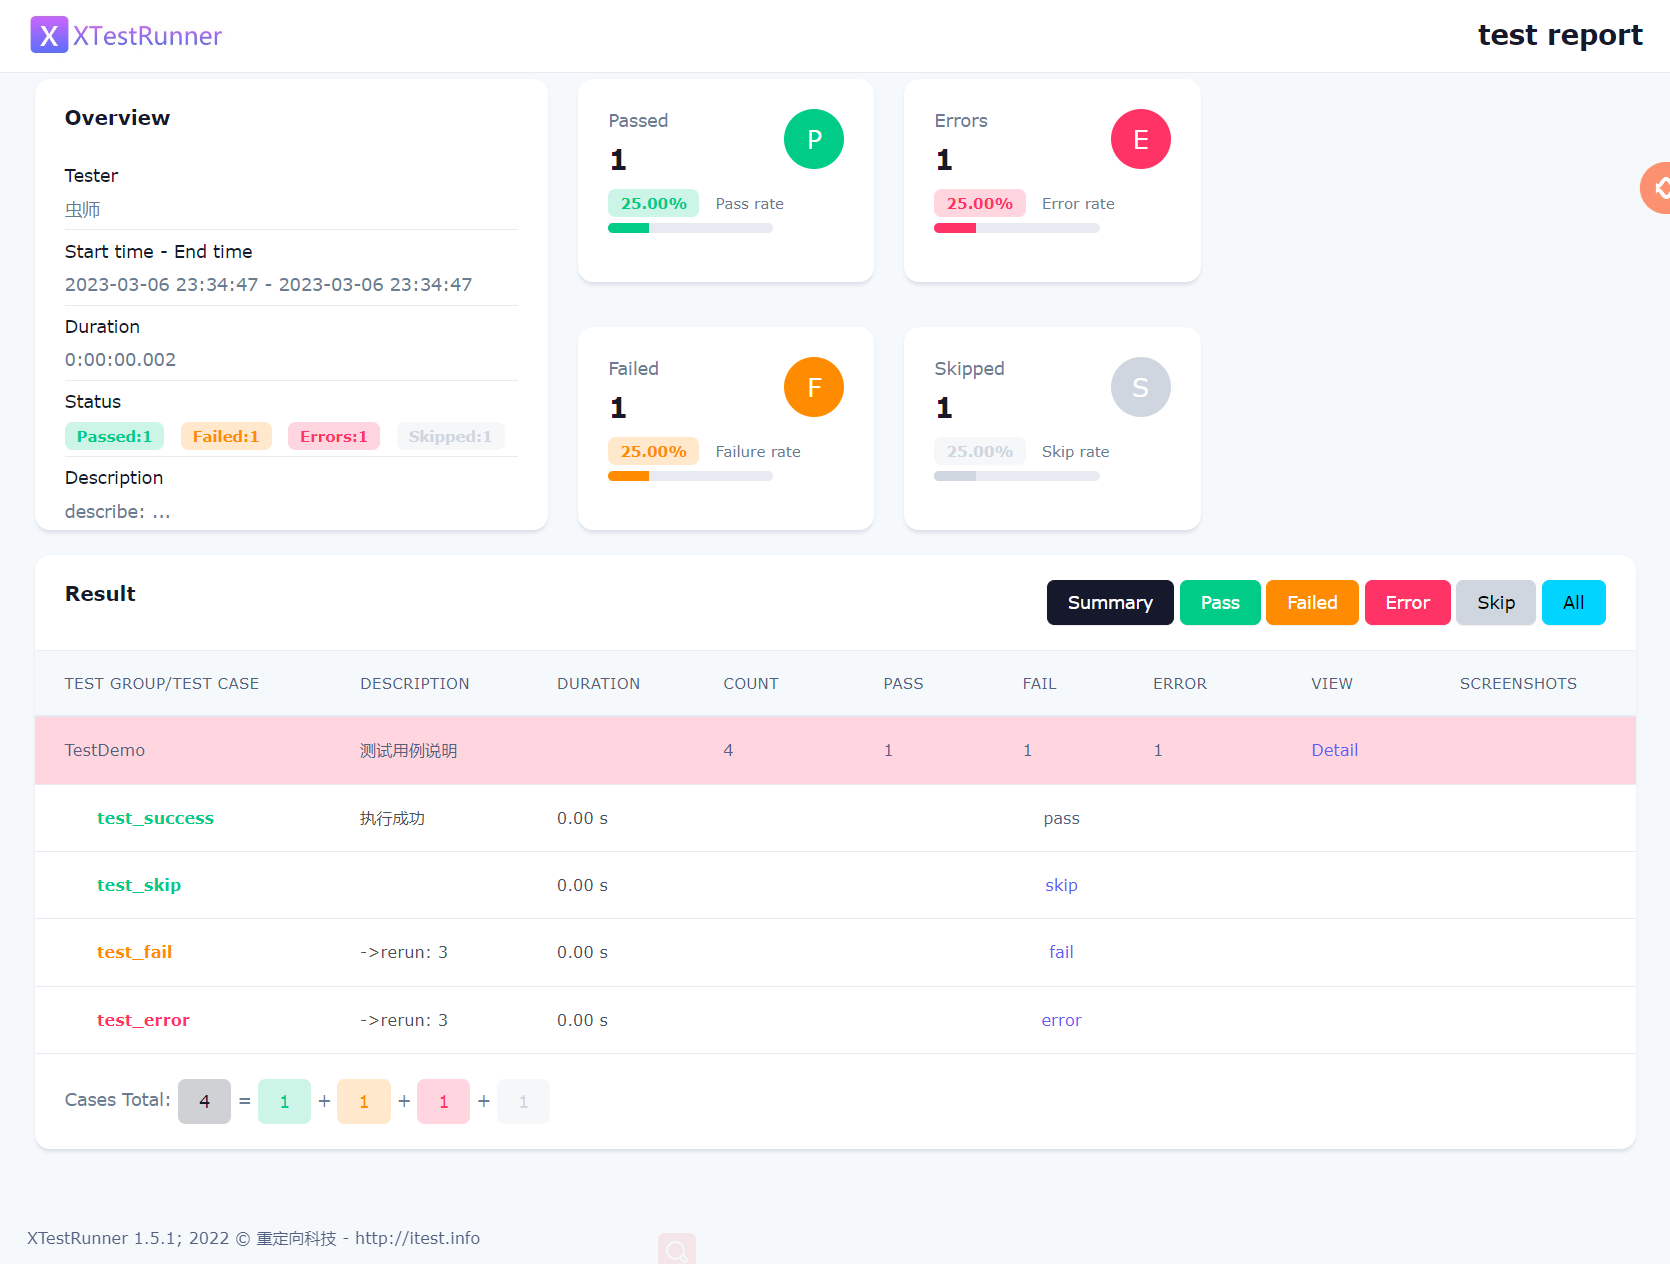 X XTestRunner
test report
Overview
Tester
虫师
Start time - End time
2023-03-06 23:34:47 - 2023-03-06 23:34:47
Duration
0:00:00.002
Status
Passed:1 Failed:1 Errors:1 Skipped:1
Description
describe: ...
Passed
1
P
25.00% Pass rate
Errors
1
E
25.00% Error rate
Failed
1
F
25.00% Failure rate
Skipped
1
S
25.00% Skip rate
Result
Summary Pass Failed Error Skip All
TEST GROUP/TEST CASE DESCRIPTION DURATION COUNT PASS FAIL ERROR VIEW SCREENSHOTS
TestDemo 测试用例说明 4 1 1 1 Detail
test_success 执行成功 0.00 s pass
test_skip 0.00 s skip
test_fail ->rerun: 3 0.00 s fail
test_error ->rerun: 3 0.00 s error
Cases Total: 4 = 1 + 1 + 1 + 1
XTestRunner 1.5.1; 2022 © 重定向科技 - http://itest.info